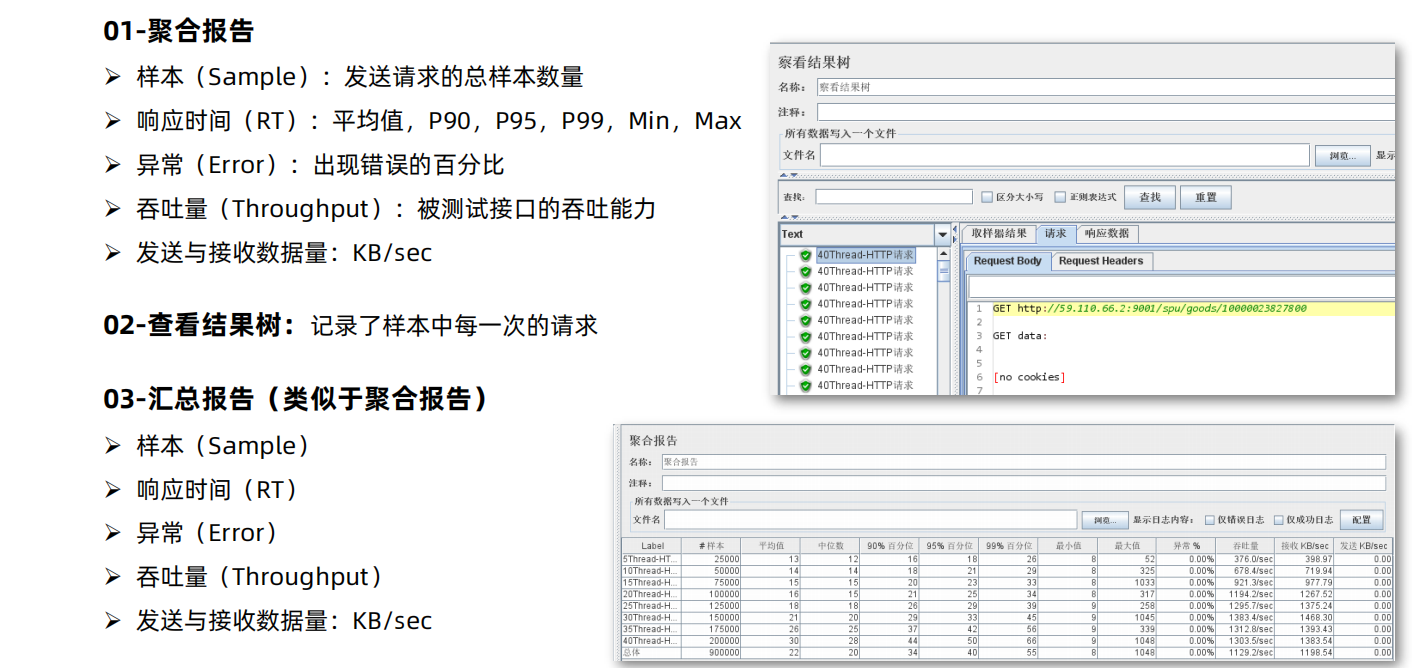 01-聚合报告
➢ 样本（Sample）：发送请求的总样本数量
➢ 响应时间（RT）：平均值，P90，P95，P99，Min，Max
➢ 异常（Error）：出现错误的百分比
➢ 吞吐量（Throughput）：被测试接口的吞吐能力
➢ 发送与接收数据量：KB/sec
02-查看结果树：记录了样本中每一次的请求
03-汇总报告（类似于聚合报告）
➢ 样本（Sample）
➢ 响应时间（RT）
➢ 异常（Error）
➢ 吞吐量（Throughput）
➢ 发送与接收数据量：KB/sec
察看结果树
名称： 察看结果树
注释：
所有数据写入一个文件
文件名 浏览... 显示
查找: 区分大小写 正则表达式 查找 重置
Text 取样器结果 请求 响应数据
40Thread-HTTP请求 Request Body Request Headers
40Thread-HTTP请求
40Thread-HTTP请求
40Thread-HTTP请求
40Thread-HTTP请求
40Thread-HTTP请求
40Thread-HTTP请求
40Thread-HTTP请求
40Thread-HTTP请求
1 GET http://59.110.66.2:9001/spu/goods/10000023827800
2
3 GET data:
4
5
6 [no cookies]
7
聚合报告
名称： 聚合报告
注释：
所有数据写入一个文件
文件名 浏览... 显示日志内容： 仅错误日志 仅成功日志 配置
Label # 样本 平均值 中位数 90% 百分位 95% 百分位 99% 百分位 最小值 最大值 异常 % 吞吐量 接收 KB/sec 发送 KB/sec
5Thread-HT... 25000 13 12 16 18 26 8 52 0.00% 376.0/sec 398.97 0.00
10Thread-H... 50000 14 14 18 21 29 8 325 0.00% 678.4/sec 719.94 0.00
15Thread-H... 75000 15 15 20 23 33 8 1033 0.00% 921.3/sec 977.79 0.00
20Thread-H... 100000 16 15 21 25 34 8 317 0.00% 1194.2/sec 1267.52 0.00
25Thread-H... 125000 18 18 26 29 39 9 258 0.00% 1295.7/sec 1375.24 0.00
30Thread-H... 150000 21 20 29 33 45 9 1045 0.00% 1383.4/sec 1468.30 0.00
35Thread-H... 175000 26 25 37 42 56 9 339 0.00% 1312.8/sec 1393.43 0.00
40Thread-H... 200000 30 28 44 50 66 9 1048 0.00% 1303.5/sec 1383.54 0.00
总体 900000 22 20 34 40 55 8 1048 0.00% 1129.2/sec 1198.54 0.00